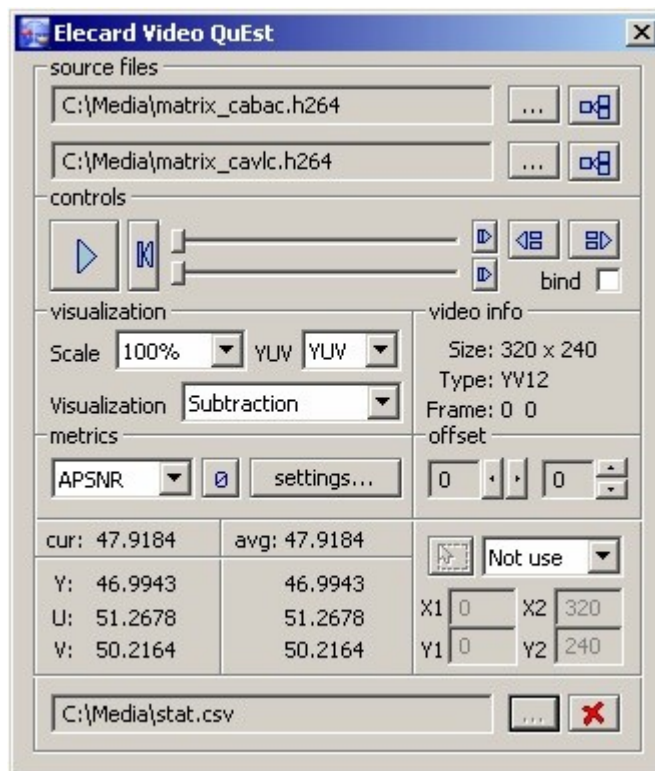 Elecard Video QuEst
source files
C:\Media\matrix_cabac.h264 ...
C:\Media\matrix_cavlc.h264 ...
controls
bind
visualization
Scale 100% YUV YUV
Visualization Subtraction
video info
Size: 320 x 240
Type: YV12
Frame: 0 0
metrics
APSNR Ø settings...
offset
0 0
cur: 47.9184 avg: 47.9184
Y: 46.9943 46.9943
U: 51.2678 51.2678
V: 50.2164 50.2164
Not use
X1 0 X2 320
Y1 0 Y2 240
C:\Media\stat.csv ...